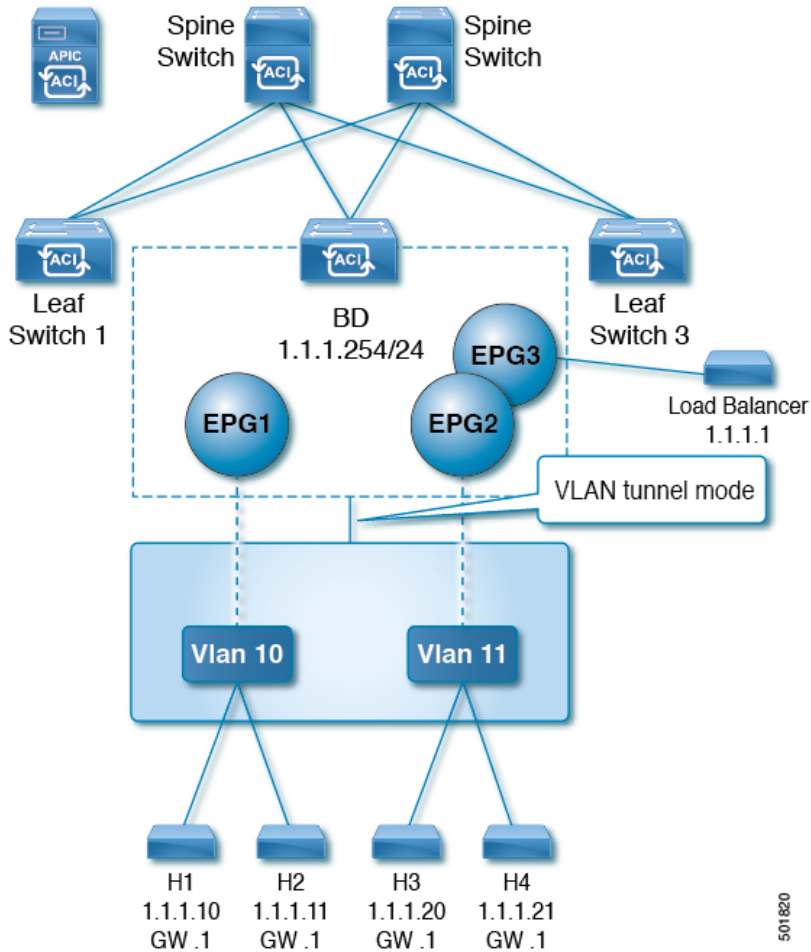 Spine
Switch
Spine
Switch
APIC
ACI
ACI
ACI
ACI
ACI
ACI
Leaf
Switch 1
BD
1.1.1.254/24
Leaf
Switch 3
EPG3
EPG1
EPG2
Load Balancer
1.1.1.1
VLAN tunnel mode
Vlan 10
Vlan 11
H1
1.1.1.10
GW .1
H2
1.1.1.11
GW .1
H3
1.1.1.20
GW .1
H4
1.1.1.21
GW .1
501820